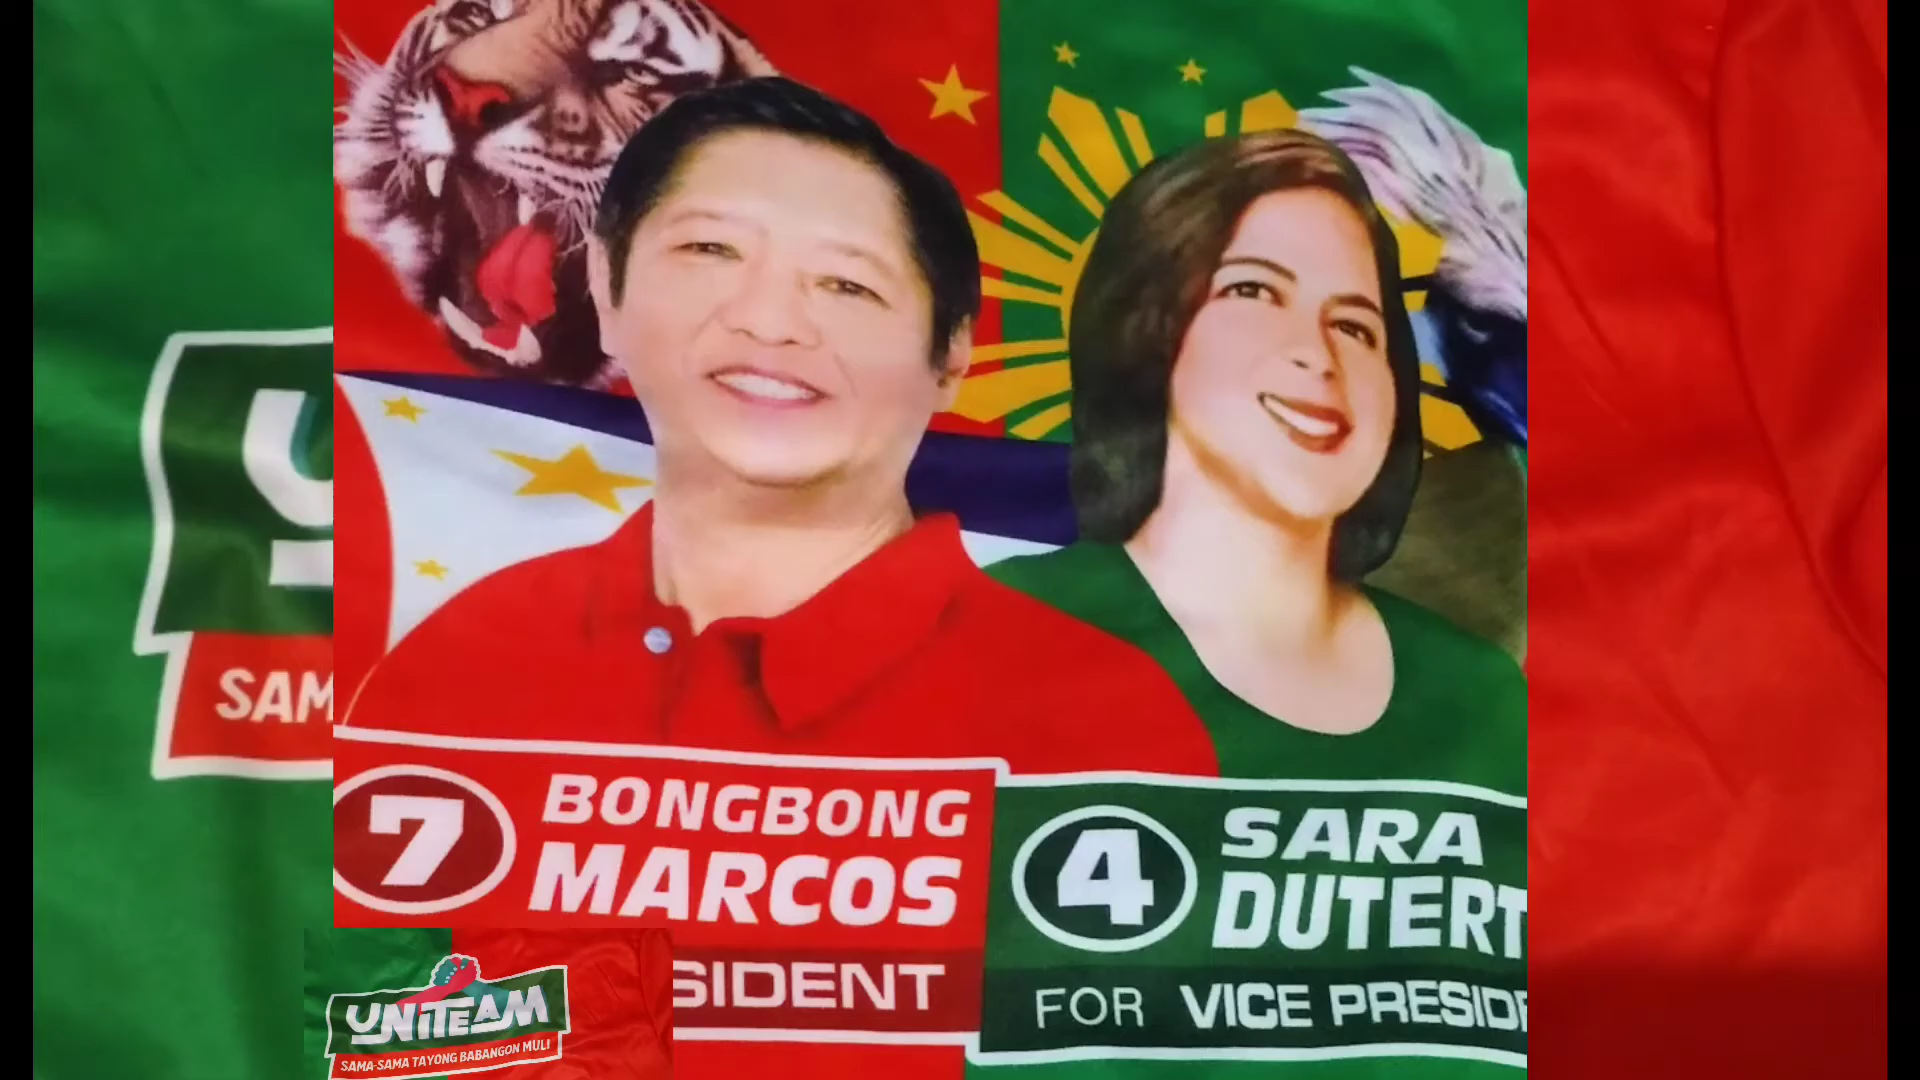 SAM
7
BONGBONG
MARCOS
SIDENT
4
SARA
DUTERT
FOR VICE PRESID
UNITEAM
SAMA-SAMA TAYONG BABANGON MULI